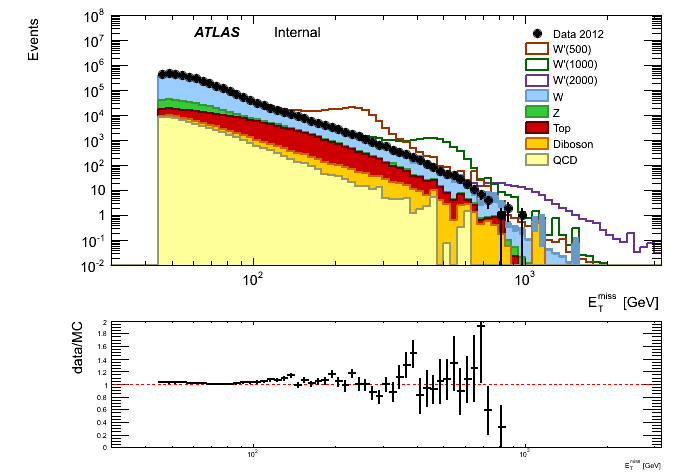 Events
10^8
10^7
10^6
10^5
10^4
10^3
10^2
10
1
10^-1
10^-2
ATLAS Internal
Data 2012
W'(500)
W'(1000)
W'(2000)
W
Z
Top
Diboson
QCD
10^2
10^3
E_T^miss [GeV]
data/MC
2
1.8
1.6
1.4
1.2
1
0.8
0.6
0.4
0.2
0
10^2
10^3
E_T^miss [GeV]